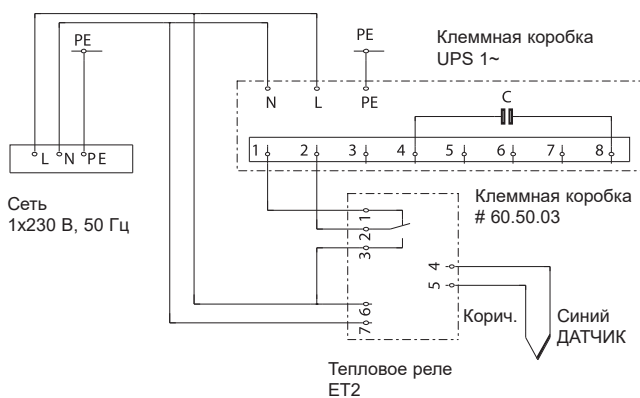 PE
PE
Клеммная коробка
UPS 1~
N L PE
C
1 2 3 4 5 6 7 8
L N PE
Сеть
1x230 В, 50 Гц
Клеммная коробка
# 60.50.03
1
2
3
4
5
6
7
Корич.
Синий
ДАТЧИК
Тепловое реле
ET2